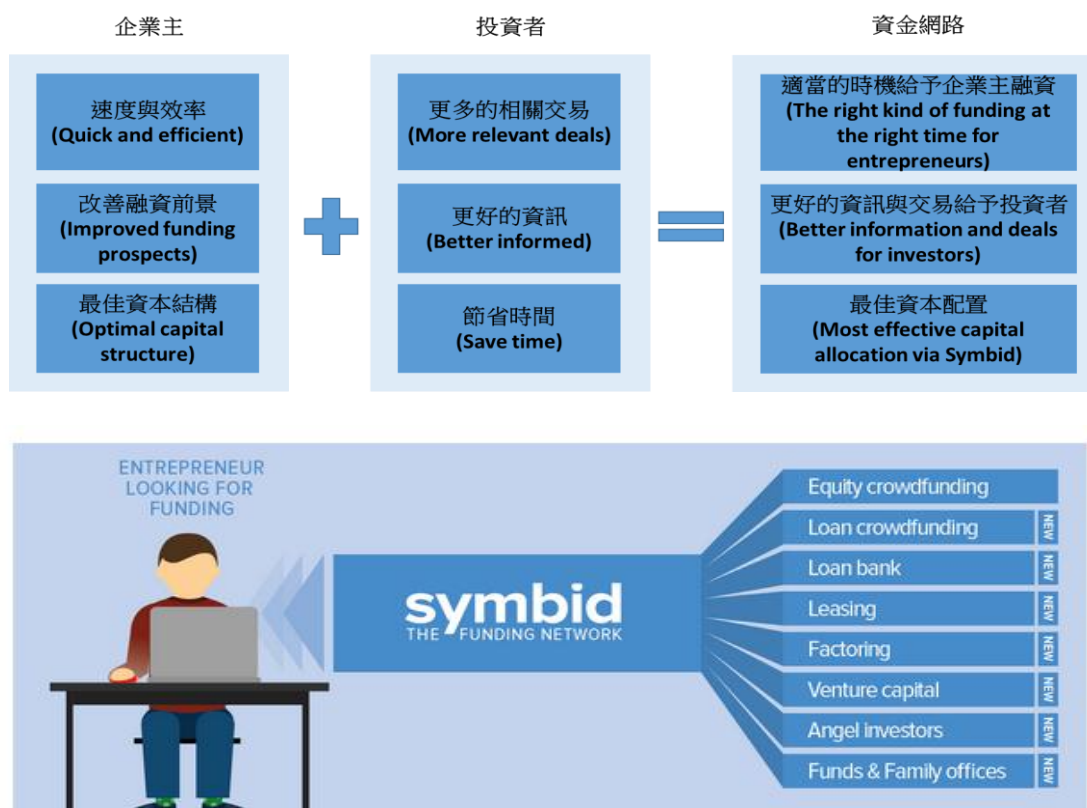 企業主
投資者
資金網路
速度與效率
(Quick and efficient)
改善融資前景
(Improved funding
prospects)
最佳資本結構
(Optimal capital
structure)
更多的相關交易
(More relevant deals)
更好的資訊
(Better informed)
節省時間
(Save time)
適當的時機給予企業主融資
(The right kind of funding at
the right time for
entrepreneurs)
更好的資訊與交易給予投資者
(Better information and deals
for investors)
最佳資本配置
(Most effective capital
allocation via Symbid)
ENTREPRENEUR
LOOKING FOR
FUNDING
symbid
THE FUNDING NETWORK
Equity crowdfunding
Loan crowdfunding NEW
Loan bank NEW
Leasing NEW
Factoring NEW
Venture capital NEW
Angel investors NEW
Funds & Family offices NEW